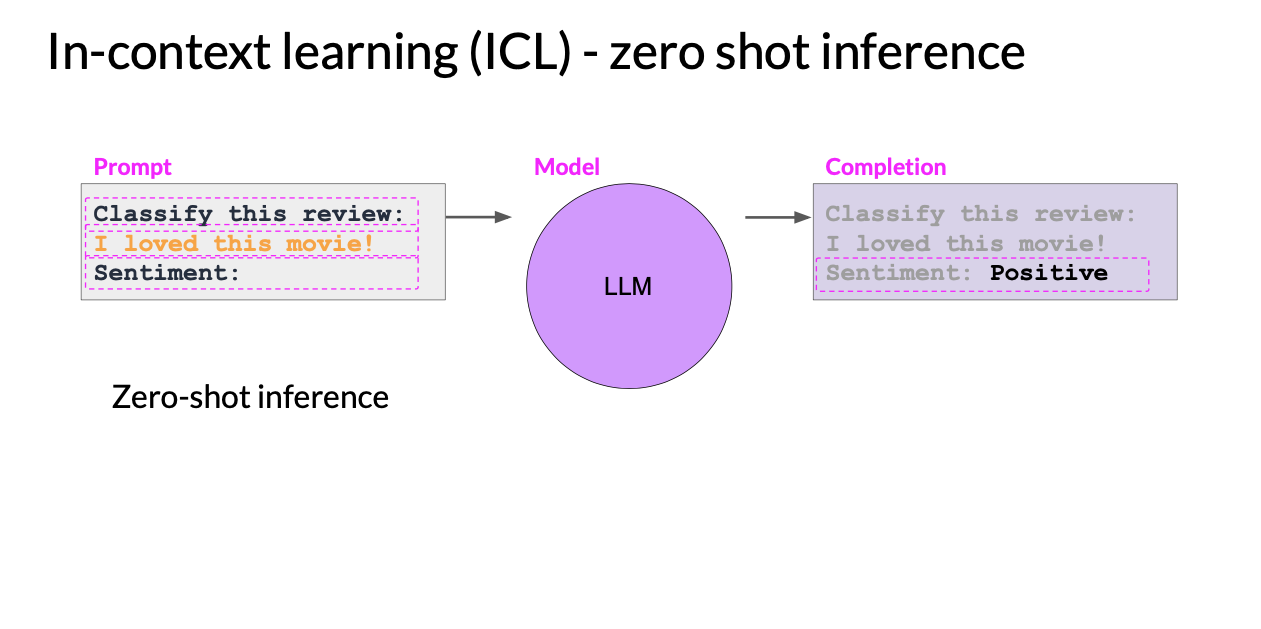 In-context learning (ICL) - zero shot inference
Prompt
Classify this review:
I loved this movie!
Sentiment:
Model
LLM
Completion
Classify this review:
I loved this movie!
Sentiment: Positive
Zero-shot inference